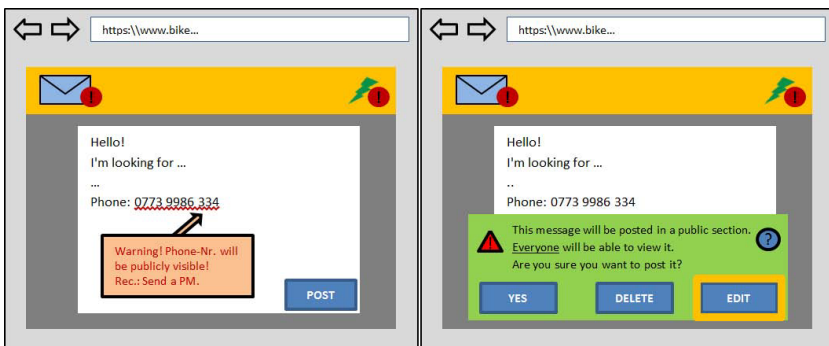 https:\\www.bike...
Hello!
I'm looking for ...
...
Phone: 0773 9986 334
Warning! Phone-Nr. will
be publicly visible!
Rec.: Send a PM.
POST
https:\\www.bike...
Hello!
I'm looking for ...
..
Phone: 0773 9986 334
This message will be posted in a public section.
Everyone will be able to view it.
Are you sure you want to post it?
?
YES DELETE EDIT